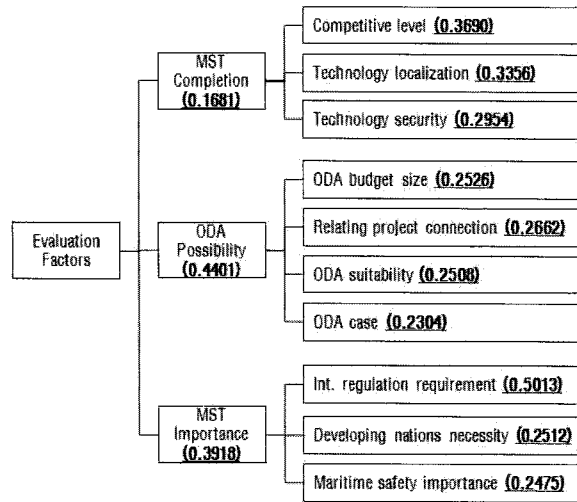 Evaluation
Factors
MST
Completion
(0.1681)
Competitive level (0.3690)
Technology localization (0.3356)
Technology security (0.2954)
ODA
Possibility
(0.4401)
ODA budget size (0.2526)
Relating project connection (0.2662)
ODA suitability (0.2508)
ODA case (0.2304)
MST
Importance
(0.3918)
Int. regulation requirement (0.5013)
Developing nations necessity (0.2512)
Maritime safety importance (0.2475)